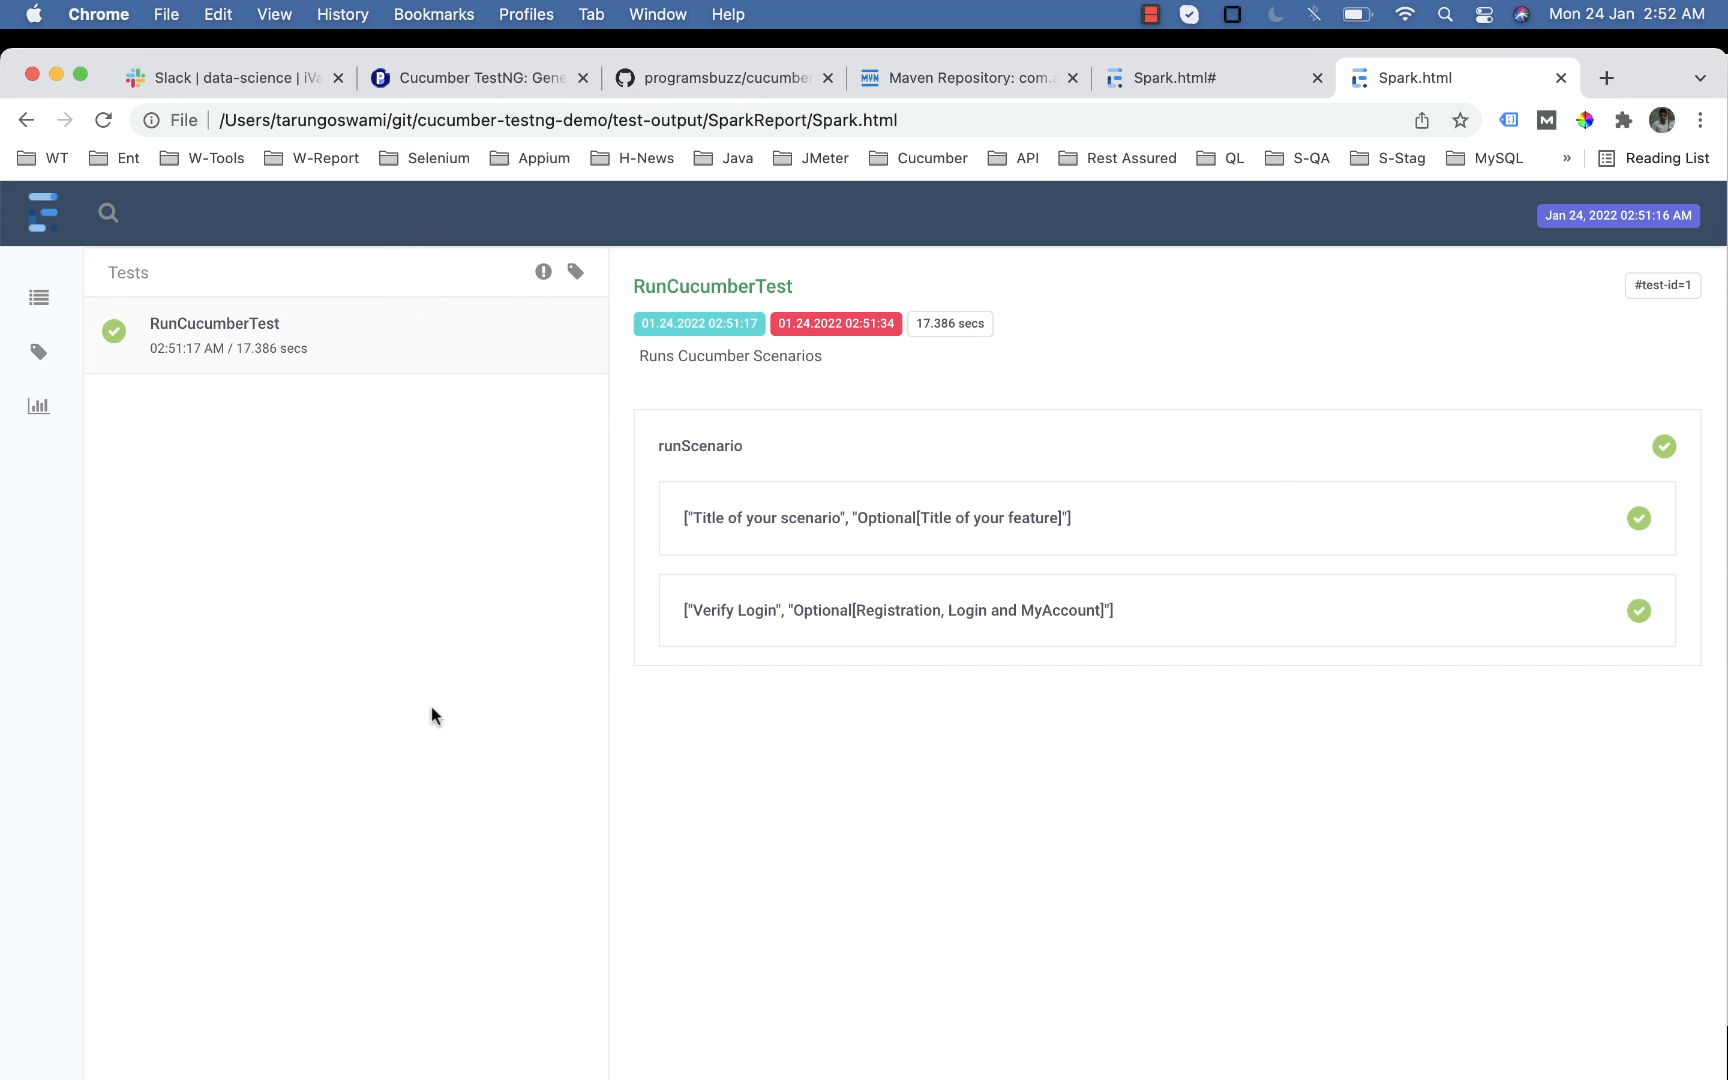 Chrome File Edit View History Bookmarks Profiles Tab Window Help Mon 24 Jan 2:52 AM
Slack | data-science | iVa Cucumber TestNG: Gene programsbuzz/cucumber MVN Maven Repository: com.a Spark.html# Spark.html
File /Users/tarungoswami/git/cucumber-testng-demo/test-output/SparkReport/Spark.html
WT Ent W-Tools W-Report Selenium Appium H-News Java JMeter Cucumber API Rest Assured QL S-QA S-Stag MySQL » Reading List
Jan 24, 2022 02:51:16 AM
Tests
RunCucumberTest
02:51:17 AM / 17.386 secs
RunCucumberTest #test-id=1
01.24.2022 02:51:17 01.24.2022 02:51:34 17.386 secs
Runs Cucumber Scenarios
runScenario
["Title of your scenario", "Optional[Title of your feature]"]
["Verify Login", "Optional[Registration, Login and MyAccount]"]